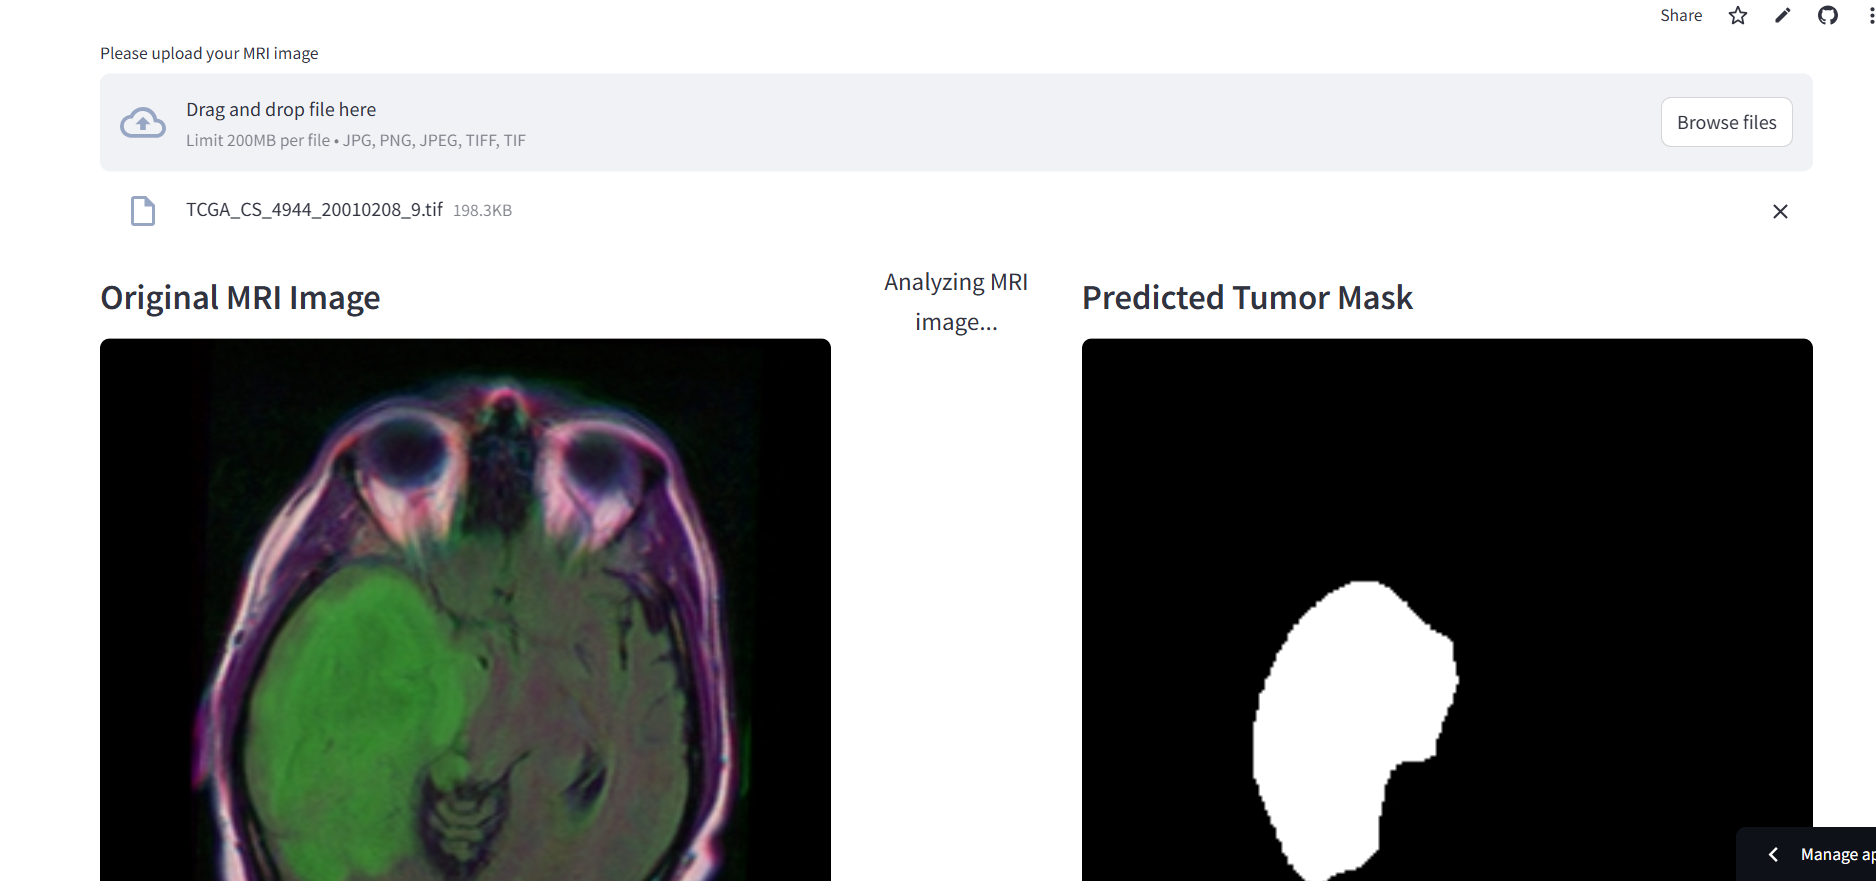 Share
Please upload your MRI image
Drag and drop file here
Limit 200MB per file • JPG, PNG, JPEG, TIFF, TIF
Browse files
TCGA_CS_4944_20010208_9.tif 198.3KB
Original MRI Image
Analyzing MRI
image...
Predicted Tumor Mask
Manage ap